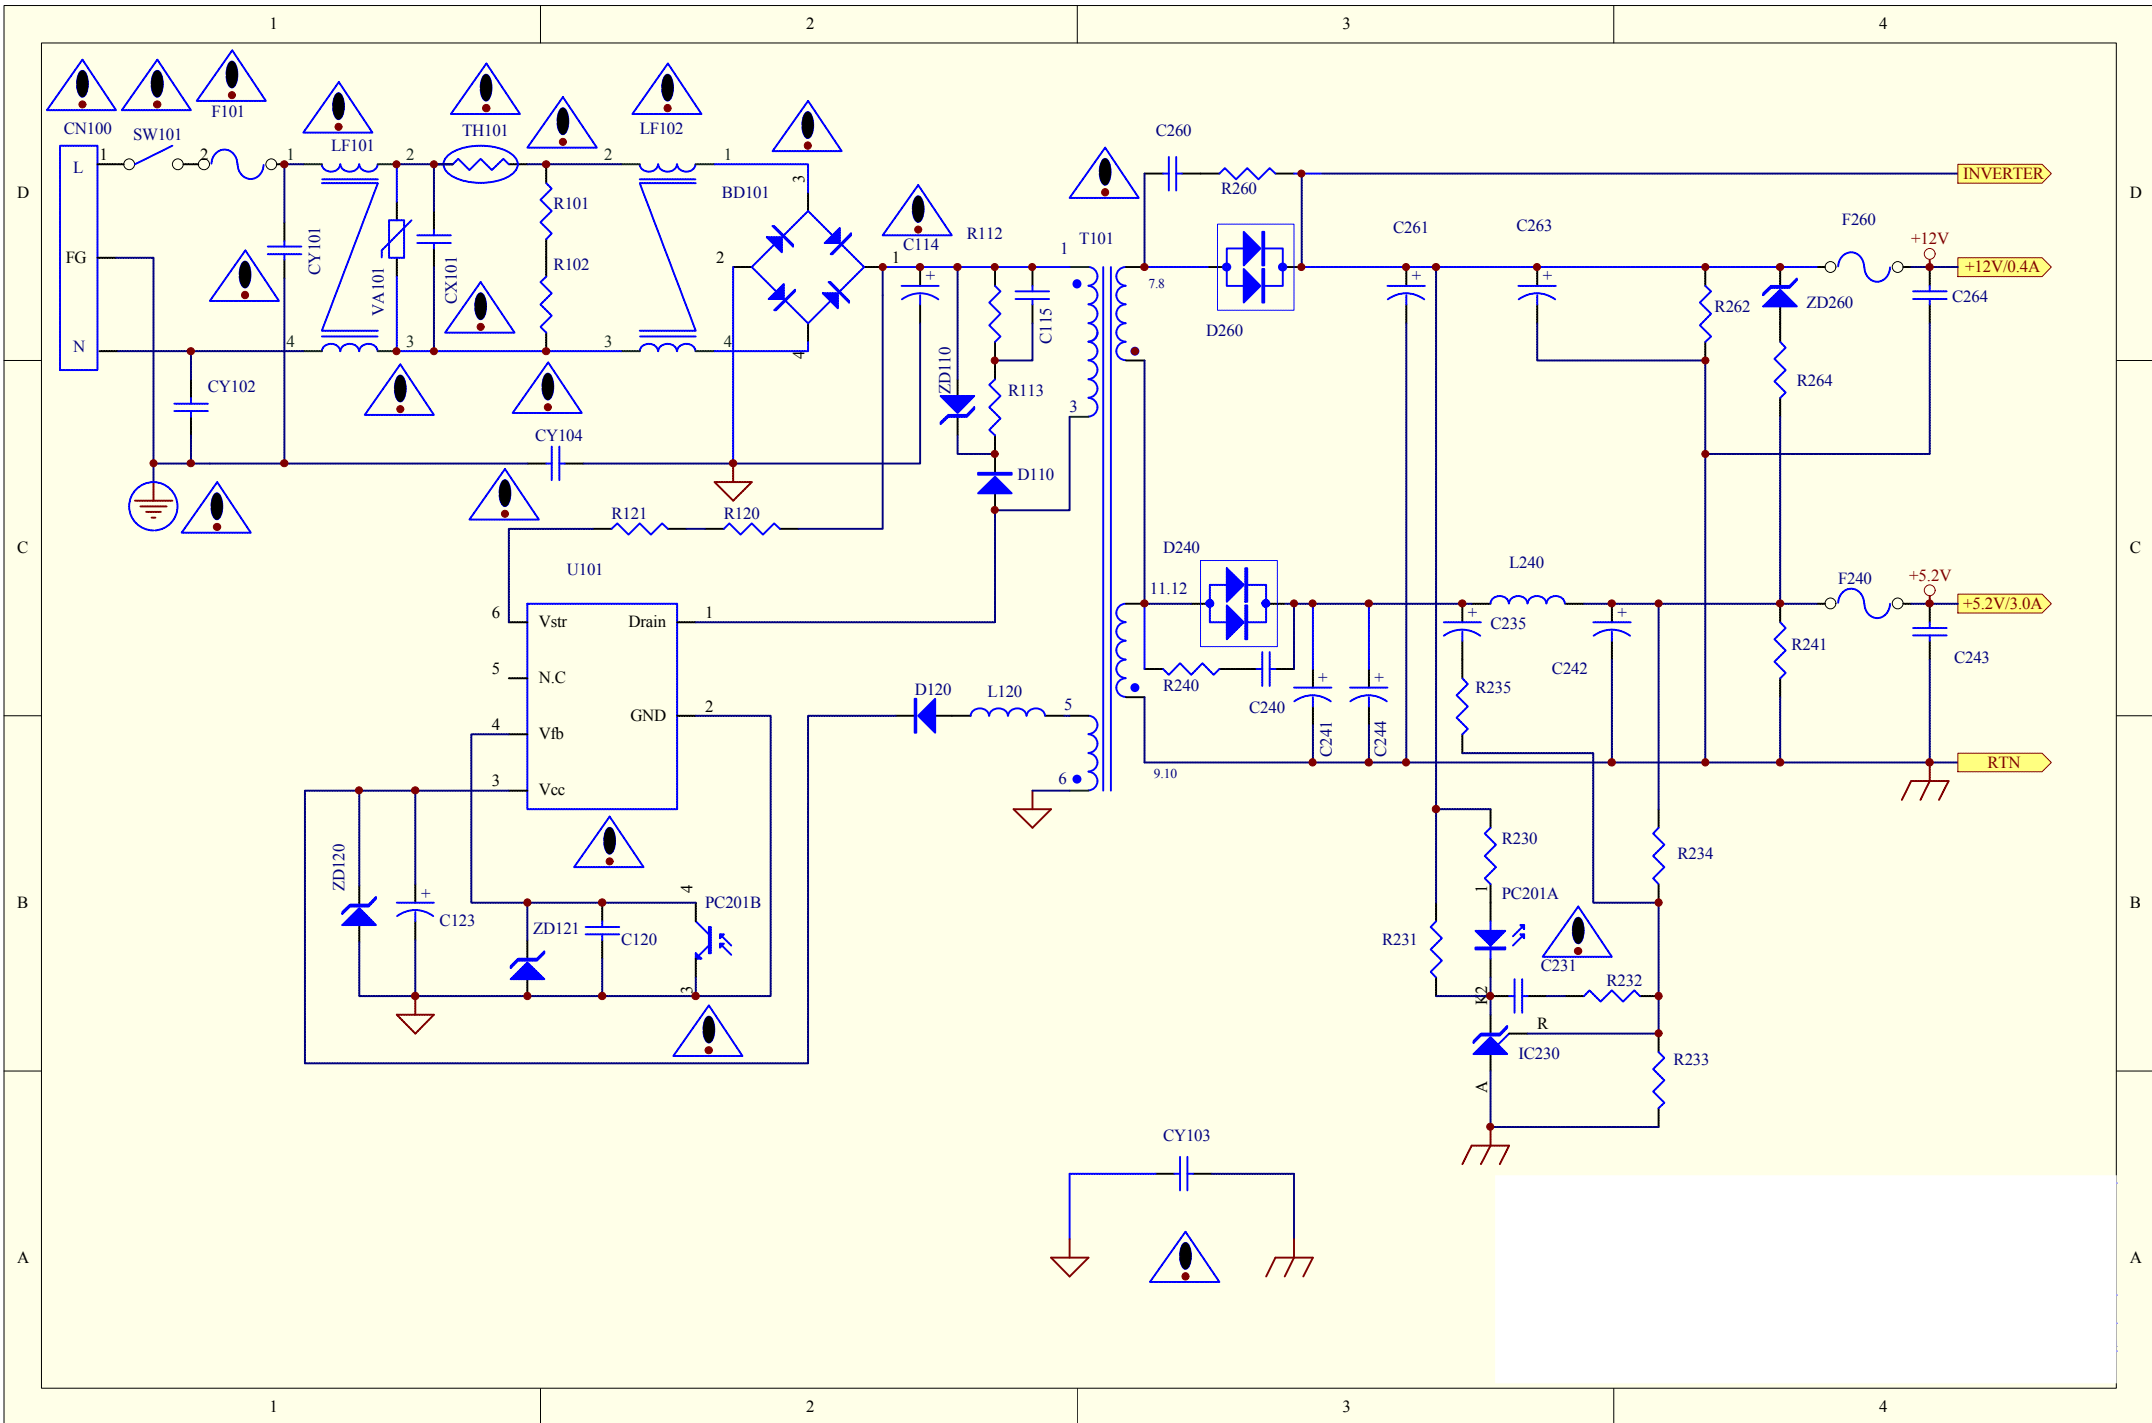 1 2 3 4
CN100 SW101 F101
LF101
TH101
LF102
C260
D D
L 1 2 1 2 2 1
3
BD101
R260
INVERTER
R101
C114
R112
T101
C261
C263
F260
+12V
FG
CY101
VA101
CX101
R102
2 1
1
7.8
D260
+12V/0.4A
C115
R262
ZD260
C264
N
4 3 3 4
4
CY102
ZD110
R113
3
R264
CY104
D110
R121 R120
C C
U101
D240
11.12
L240
F240
+5.2V
+5.2V/3.0A
6 Vstr Drain 1
5 N.C
4 Vfb GND 2
3 Vcc
D120 L120 5
6
R240
C240
C241
C244
C235
R235
C242
R241
C243
9.10
RTN
B B
ZD120
+
C123
ZD121
C120
4
PC201B
3
R230
R234
1
PC201A
R231
C231
R232
K2
R
IC230
R233
A
CY103
A A
1 2 3 4